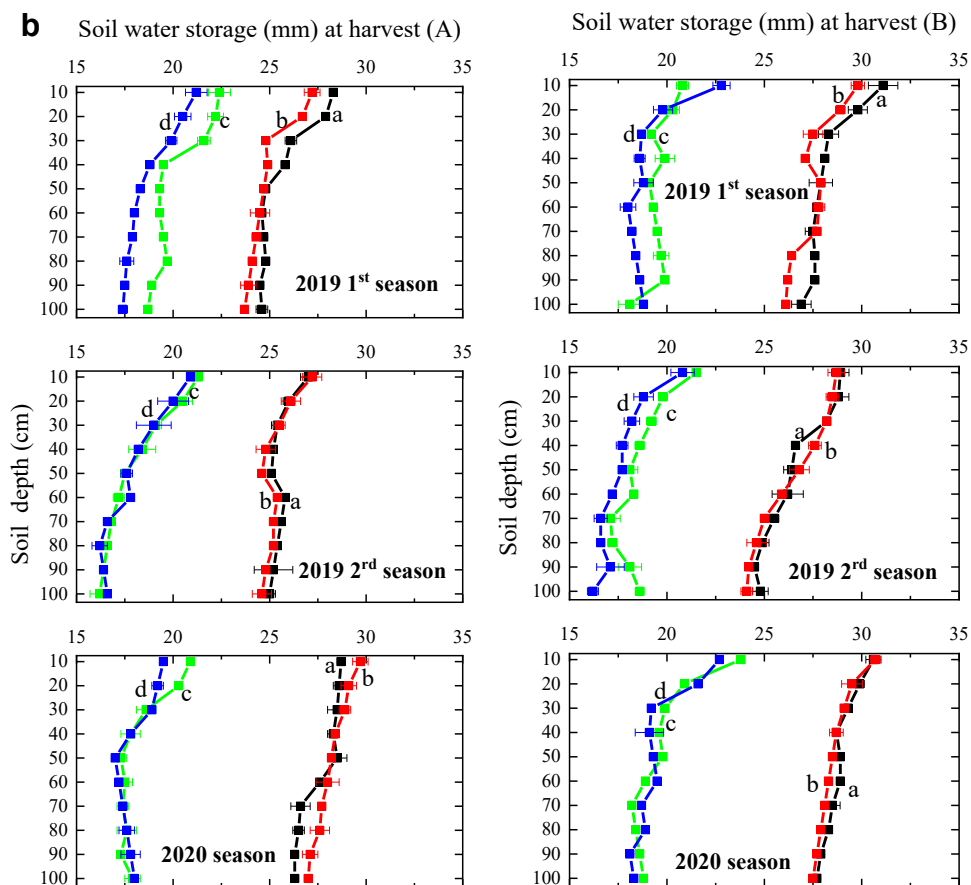 b
Soil water storage (mm) at harvest (A)
15 20 25 30 35
10
20
30
40
50
60
70
80
90
100
d
c
b
a
2019 1st season
Soil water storage (mm) at harvest (B)
15 20 25 30 35
10
20
30
40
50
60
70
80
90
100
b
a
d
c
2019 1st season
Soil depth (cm)
15 20 25 30 35
10
20
30
40
50
60
70
80
90
100
c
d
b
a
2019 2rd season
Soil depth (cm)
15 20 25 30 35
10
20
30
40
50
60
70
80
90
100
d
c
a
b
2019 2rd season
15 20 25 30 35
10
20
30
40
50
60
70
80
90
100
a
b
d
c
2020 season
15 20 25 30 35
10
20
30
40
50
60
70
80
90
100
d
c
b
a
2020 season